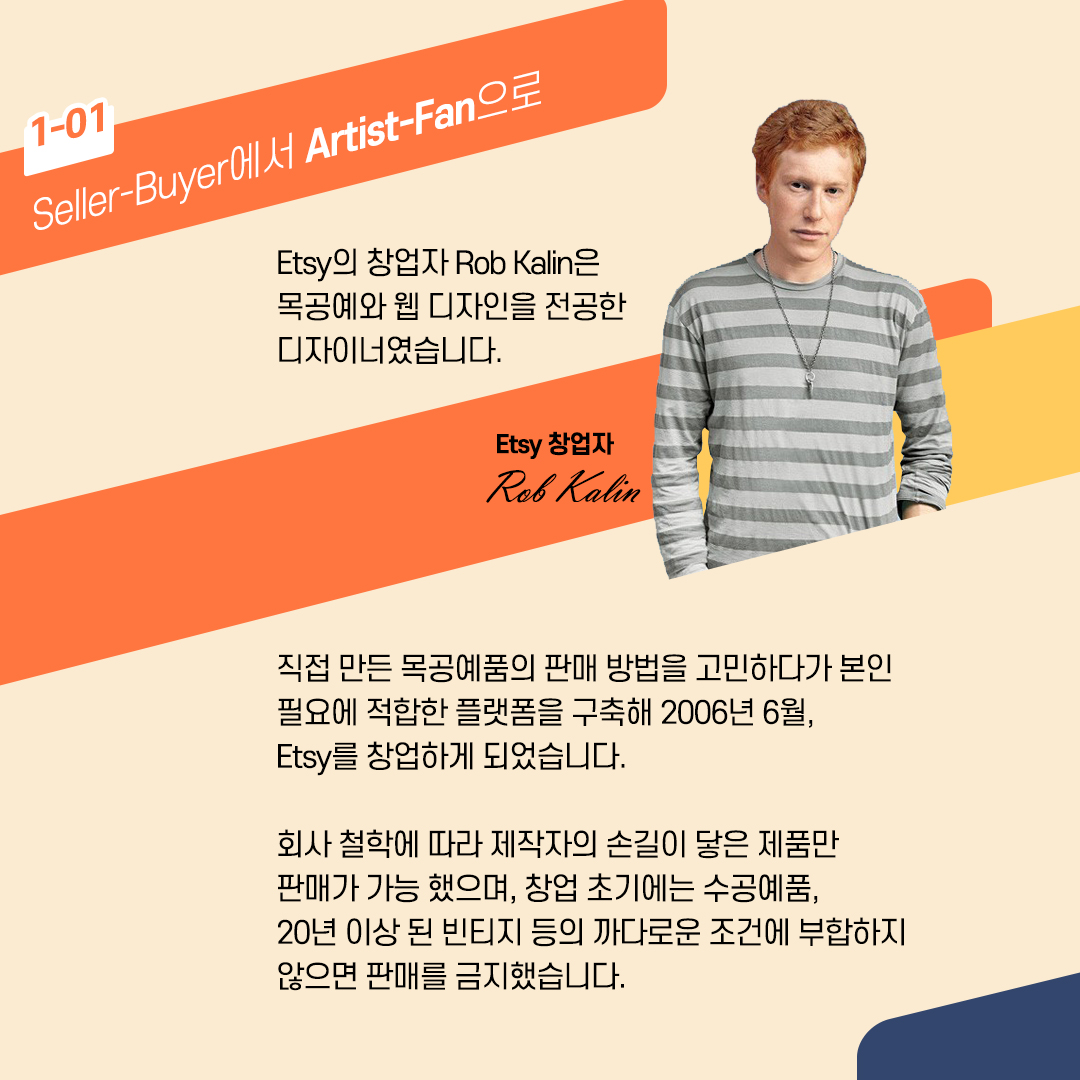 1-01
Seller-Buyer에서 Artist-Fan으로
Etsy의 창업자 Rob Kalin은
목공예와 웹 디자인을 전공한
디자이너였습니다.
Etsy 창업자
Rob Kalin
직접 만든 목공예품의 판매 방법을 고민하다가 본인
필요에 적합한 플랫폼을 구축해 2006년 6월,
Etsy를 창업하게 되었습니다.
회사 철학에 따라 제작자의 손길이 닿은 제품만
판매가 가능 했으며, 창업 초기에는 수공예품,
20년 이상 된 빈티지 등의 까다로운 조건에 부합하지
않으면 판매를 금지했습니다.